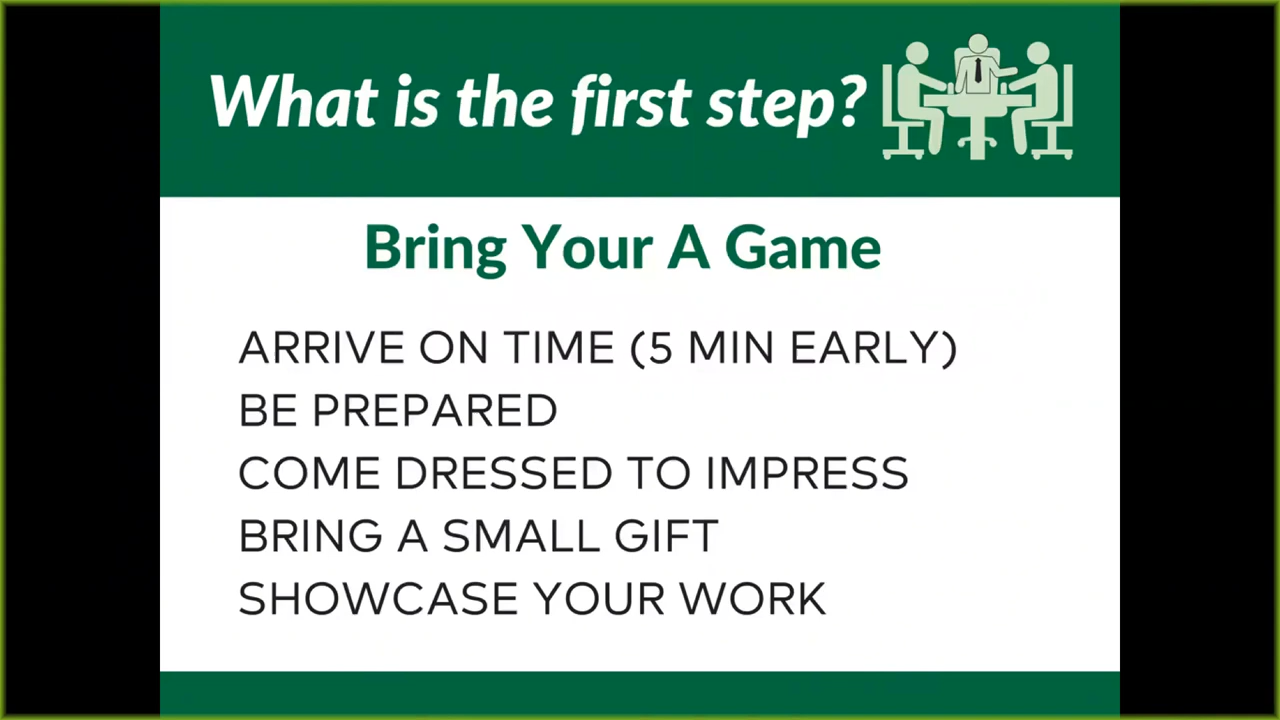 What is the first step?
Bring Your A Game
ARRIVE ON TIME (5 MIN EARLY)
BE PREPARED
COME DRESSED TO IMPRESS
BRING A SMALL GIFT
SHOWCASE YOUR WORK